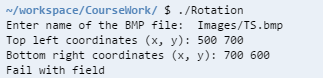 ~/workspace/CourseWork/ $ ./Rotation
Enter name of the BMP file:  Images/TS.bmp
Top left coordinates (x, y): 500 700
Bottom right coordinates (x, y): 700 600
Fail with field